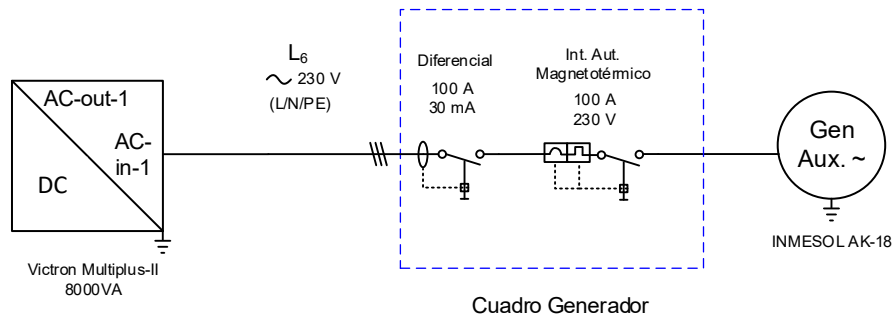 AC-out-1
AC-
in-1
DC
Victron Multiplus-II
8000VA
L₆
~ 230 V
(L/N/PE)
Diferencial
100 A
30 mA
Int. Aut.
Magnetotérmico
100 A
230 V
Cuadro Generador
Gen
Aux. ~
INMESOL AK-18